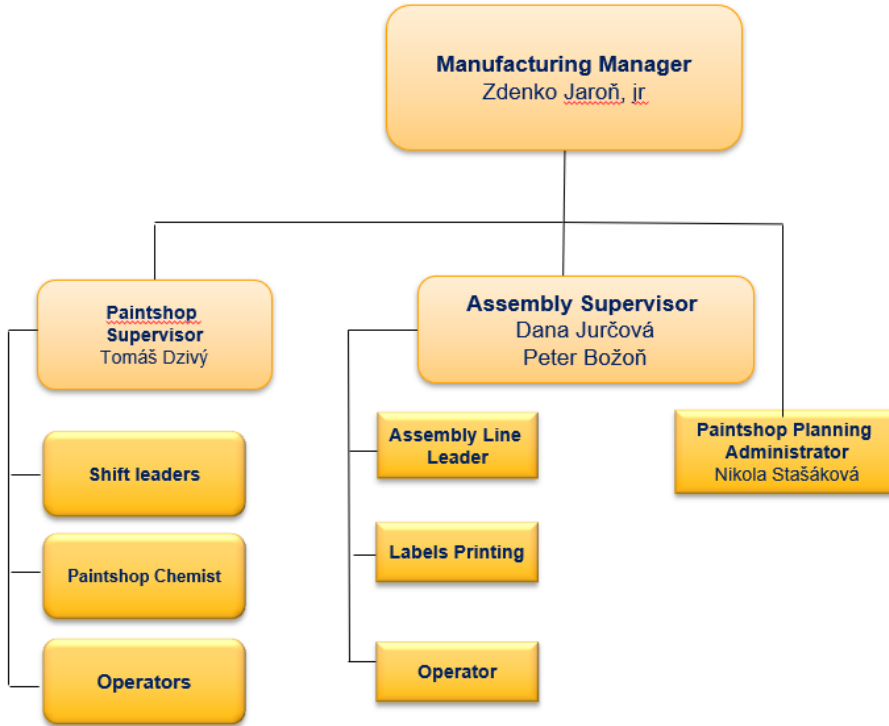 Manufacturing Manager
Zdenko Jaroň, jr
Paintshop
Supervisor
Tomáš Dzivý
Assembly Supervisor
Dana Jurčová
Peter Božoň
Paintshop Planning
Administrator
Nikola Stašáková
Shift leaders
Paintshop Chemist
Operators
Assembly Line
Leader
Labels Printing
Operator